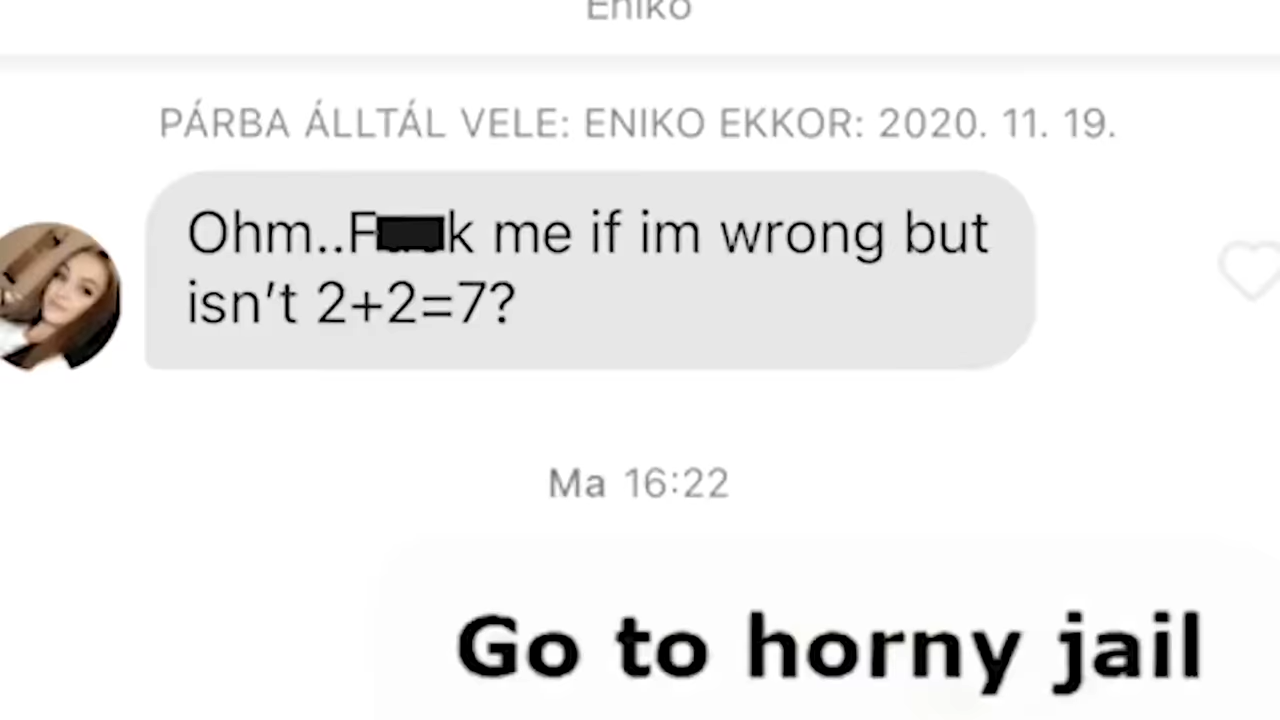 Eniko
PÁRBA ÁLLTÁL VELE: ENIKO EKKOR: 2020. 11. 19.
Ohm..F k me if im wrong but
isn't 2+2=7?
Ma 16:22
Go to horny jail